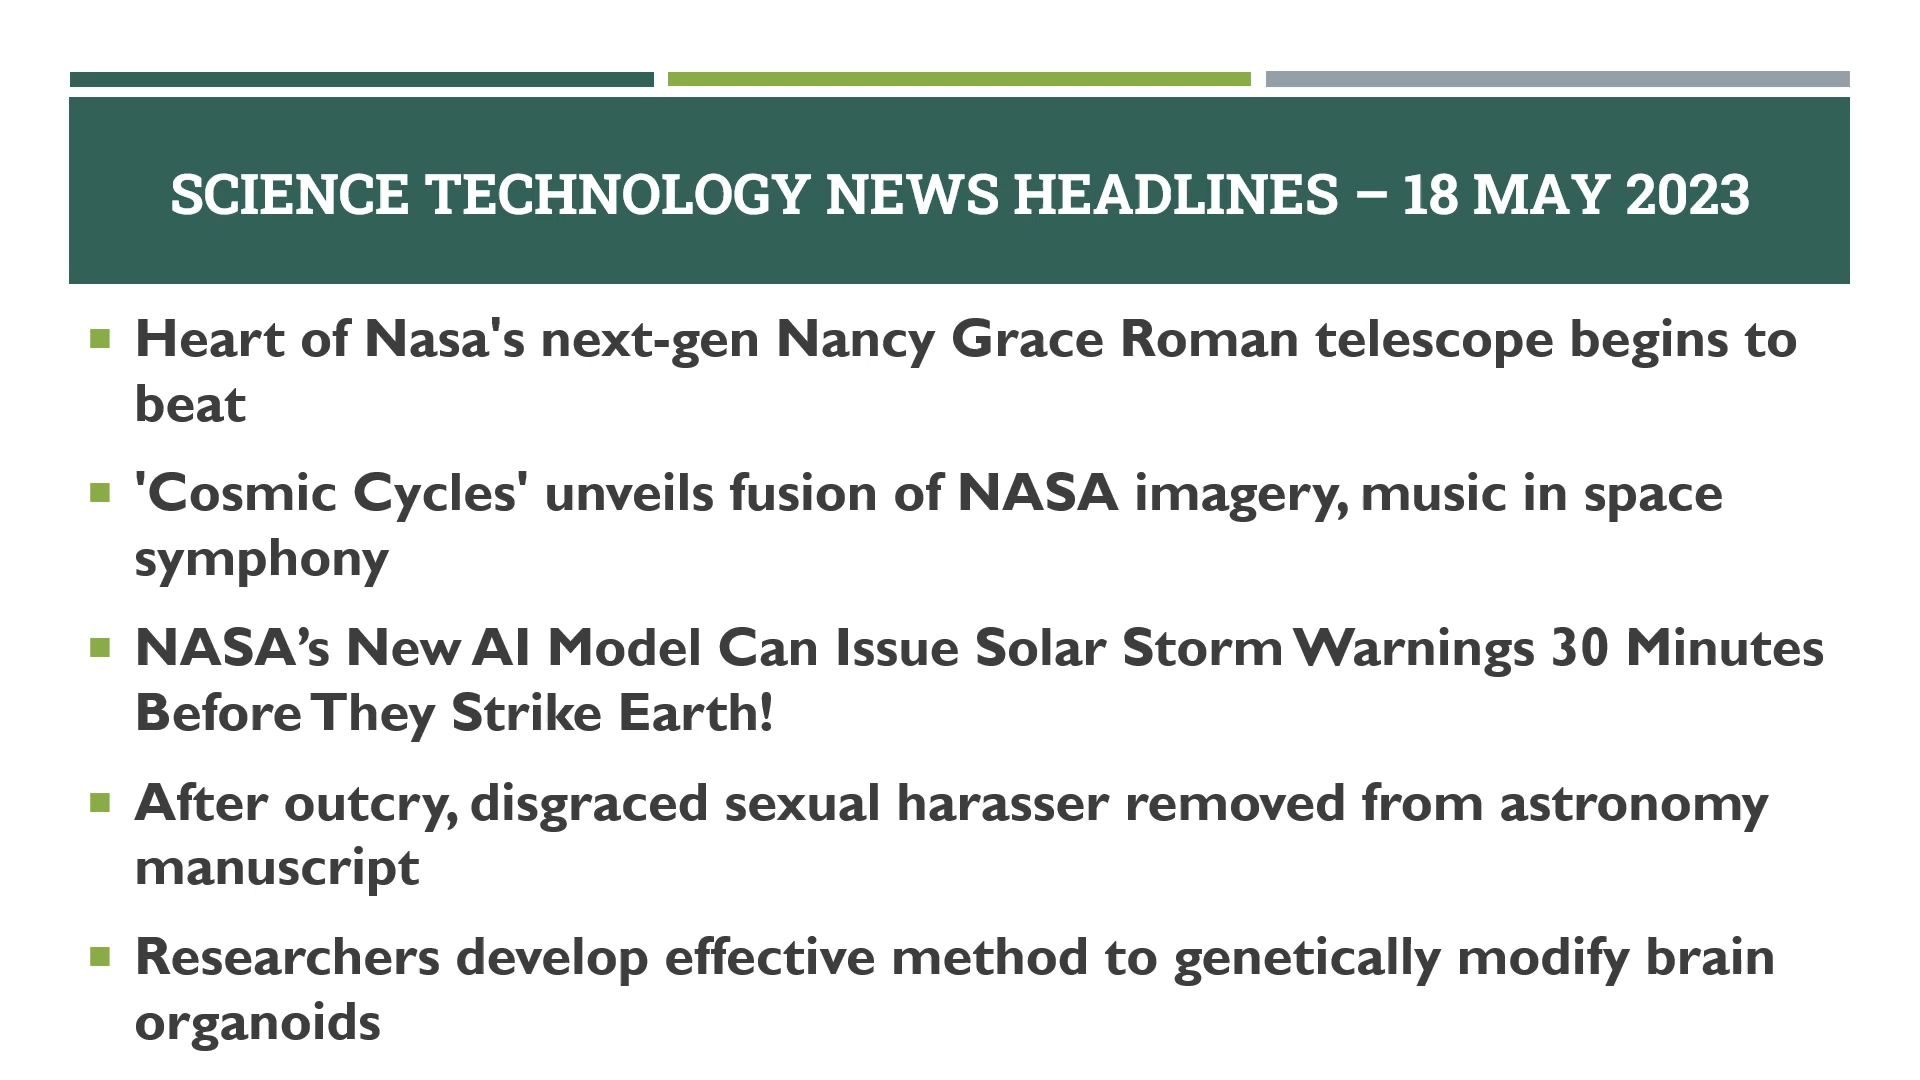 SCIENCE TECHNOLOGY NEWS HEADLINES – 18 MAY 2023
Heart of Nasa's next-gen Nancy Grace Roman telescope begins to
beat
'Cosmic Cycles' unveils fusion of NASA imagery, music in space
symphony
NASA’s New AI Model Can Issue Solar Storm Warnings 30 Minutes
Before They Strike Earth!
After outcry, disgraced sexual harasser removed from astronomy
manuscript
Researchers develop effective method to genetically modify brain
organoids